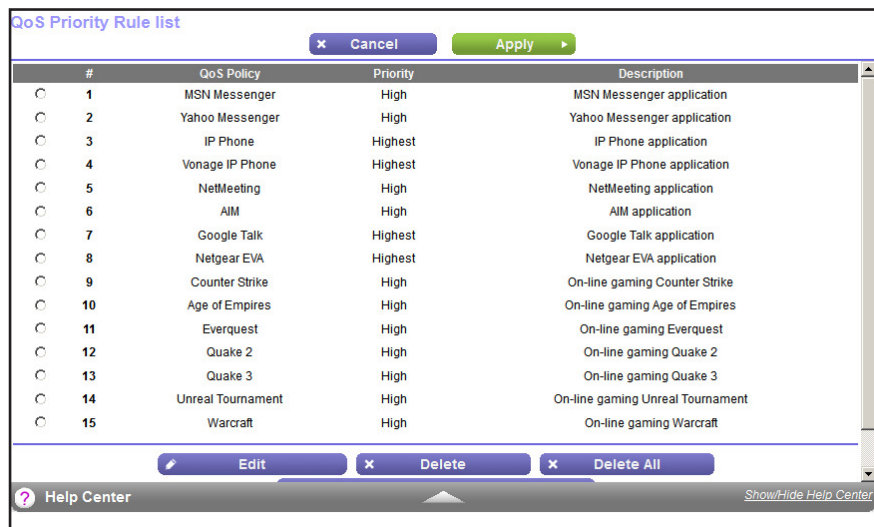 QoS Priority Rule list
Cancel Apply
# QoS Policy Priority Description
1 MSN Messenger High MSN Messenger application
2 Yahoo Messenger High Yahoo Messenger application
3 IP Phone Highest IP Phone application
4 Vonage IP Phone Highest Vonage IP Phone application
5 NetMeeting High NetMeeting application
6 AIM High AIM application
7 Google Talk Highest Google Talk application
8 Netgear EVA Highest Netgear EVA application
9 Counter Strike High On-line gaming Counter Strike
10 Age of Empires High On-line gaming Age of Empires
11 Everquest High On-line gaming Everquest
12 Quake 2 High On-line gaming Quake 2
13 Quake 3 High On-line gaming Quake 3
14 Unreal Tournament High On-line gaming Unreal Tournament
15 Warcraft High On-line gaming Warcraft
Edit Delete Delete All
? Help Center Show/Hide Help Center